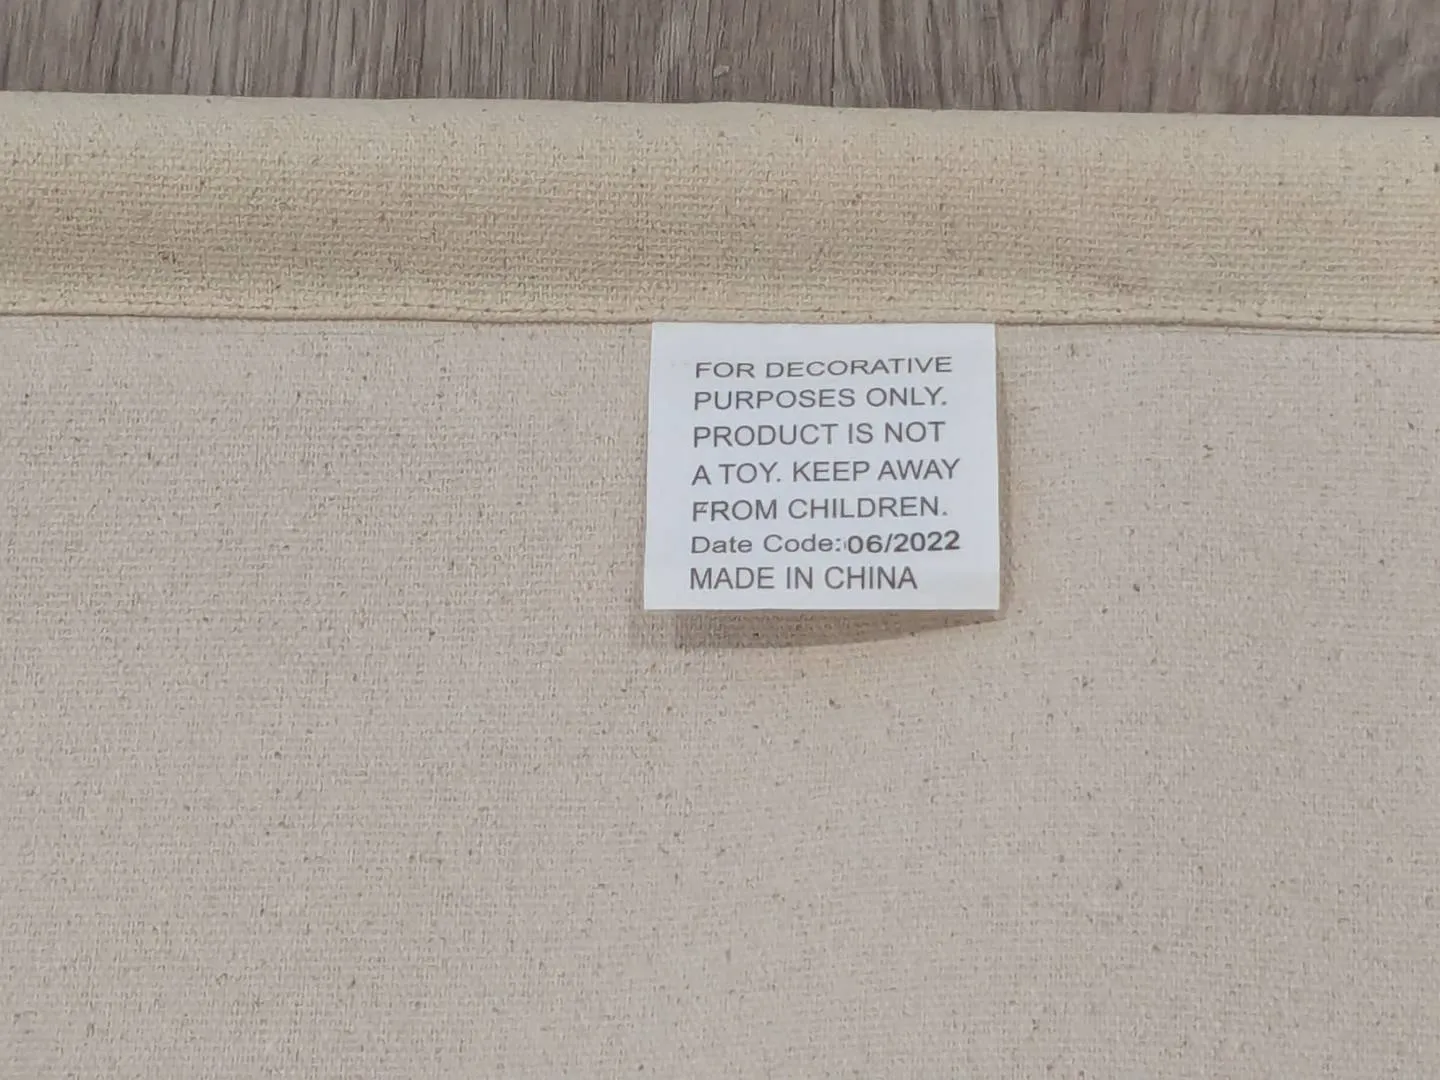 FOR DECORATIVE
PURPOSES ONLY.
PRODUCT IS NOT
A TOY. KEEP AWAY
FROM CHILDREN.
Date Code:06/2022
MADE IN CHINA